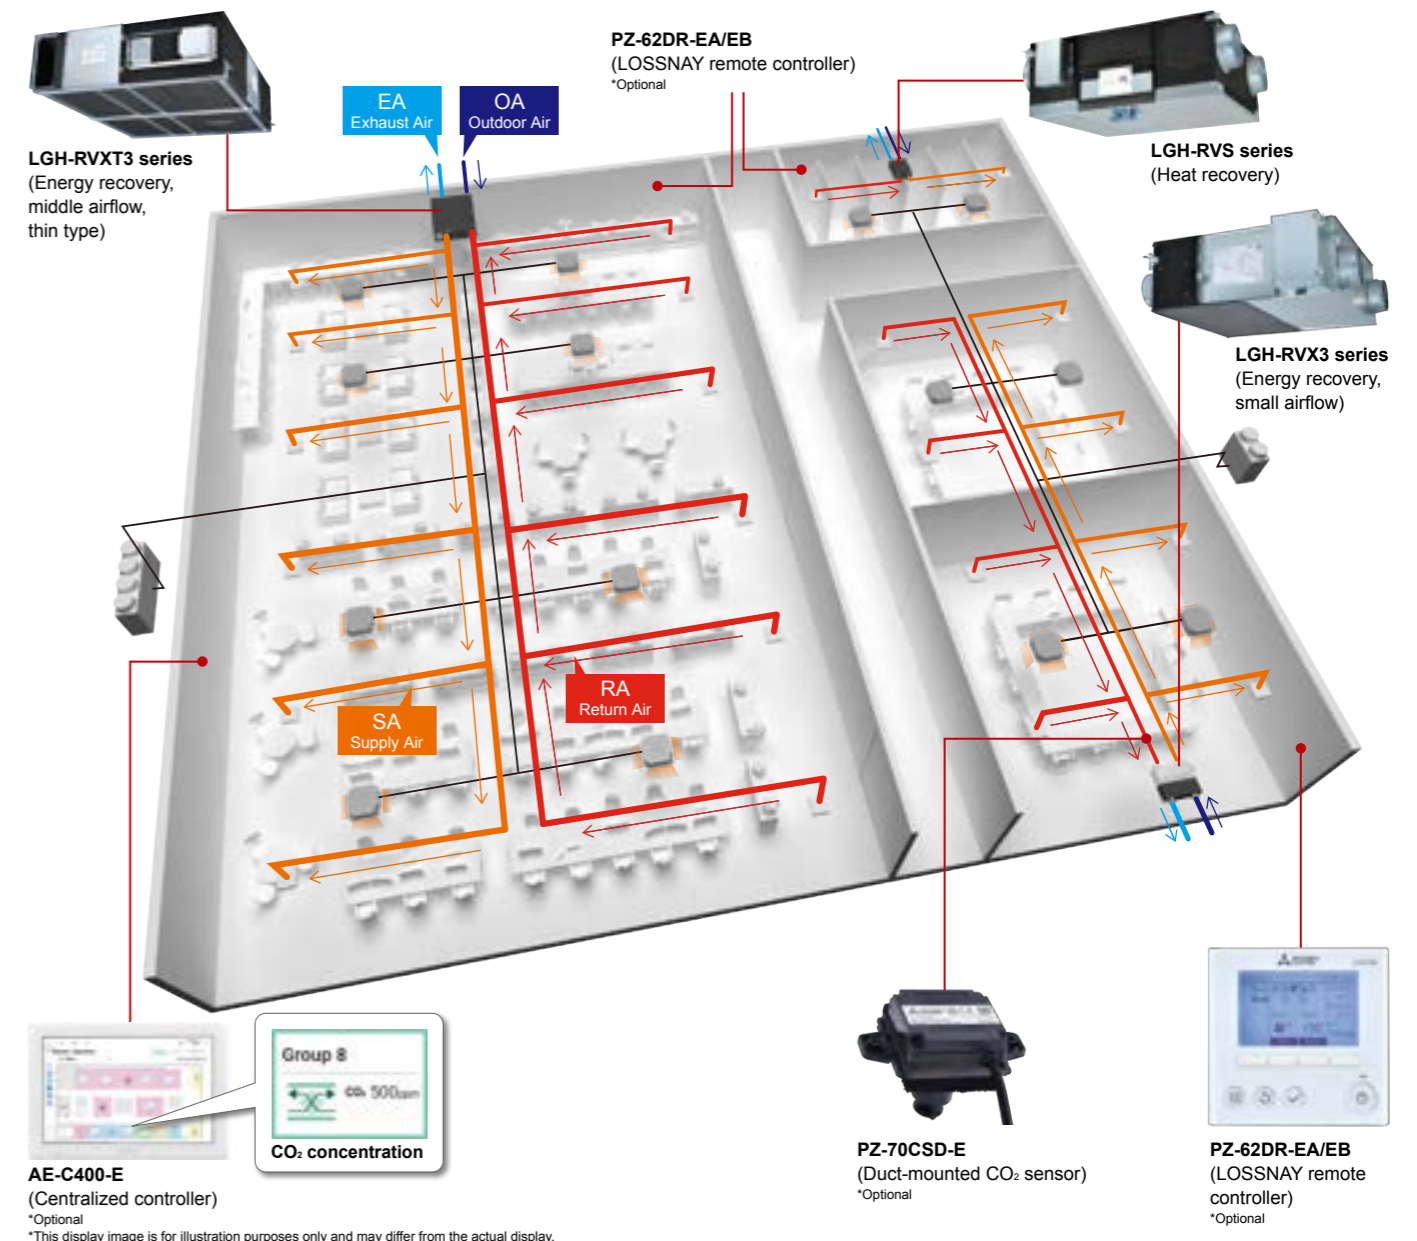 PZ-62DR-EA/EB
(LOSSNAY remote controller)
*Optional
EA
Exhaust Air
OA
Outdoor Air
LGH-RVXT3 series
(Energy recovery,
middle airflow,
thin type)
LGH-RVS series
(Heat recovery)
LGH-RVX3 series
(Energy recovery,
small airflow)
RA
Return Air
SA
Supply Air
Group 8
CO₂ 500ppm
CO₂ concentration
AE-C400-E
(Centralized controller)
*Optional
*This display image is for illustration purposes only and may differ from the actual display.
PZ-70CSD-E
(Duct-mounted CO₂ sensor)
*Optional
PZ-62DR-EA/EB
(LOSSNAY remote
controller)
*Optional